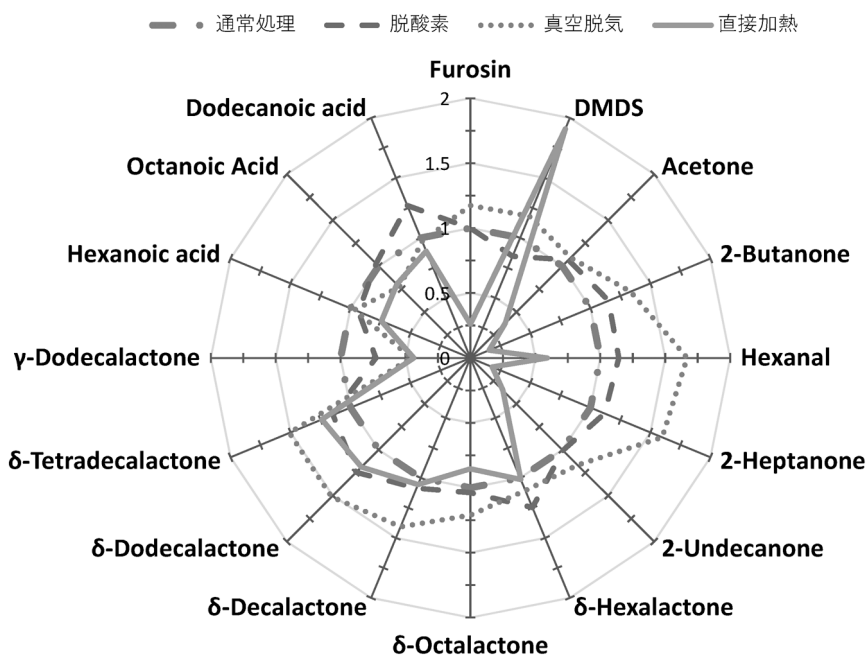 通常処理 脱酸素 真空脱気 直接加熱
Furosin
Dodecanoic acid
DMDS
Octanoic Acid
Acetone
Hexanoic acid
2-Butanone
γ-Dodecalactone
Hexanal
δ-Tetradecalactone
2-Heptanone
δ-Dodecalactone
2-Undecanone
δ-Decalactone
δ-Hexalactone
δ-Octalactone
2
1.5
1
0.5
0